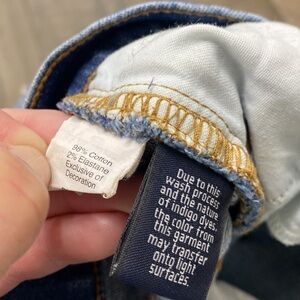 98% Cotton
2% Elastane
Exclusive of
Decoration
Due to this
wash process
and the nature
of indigo dyes,
the color from
this garment
may transfer
onto light
surfaces.